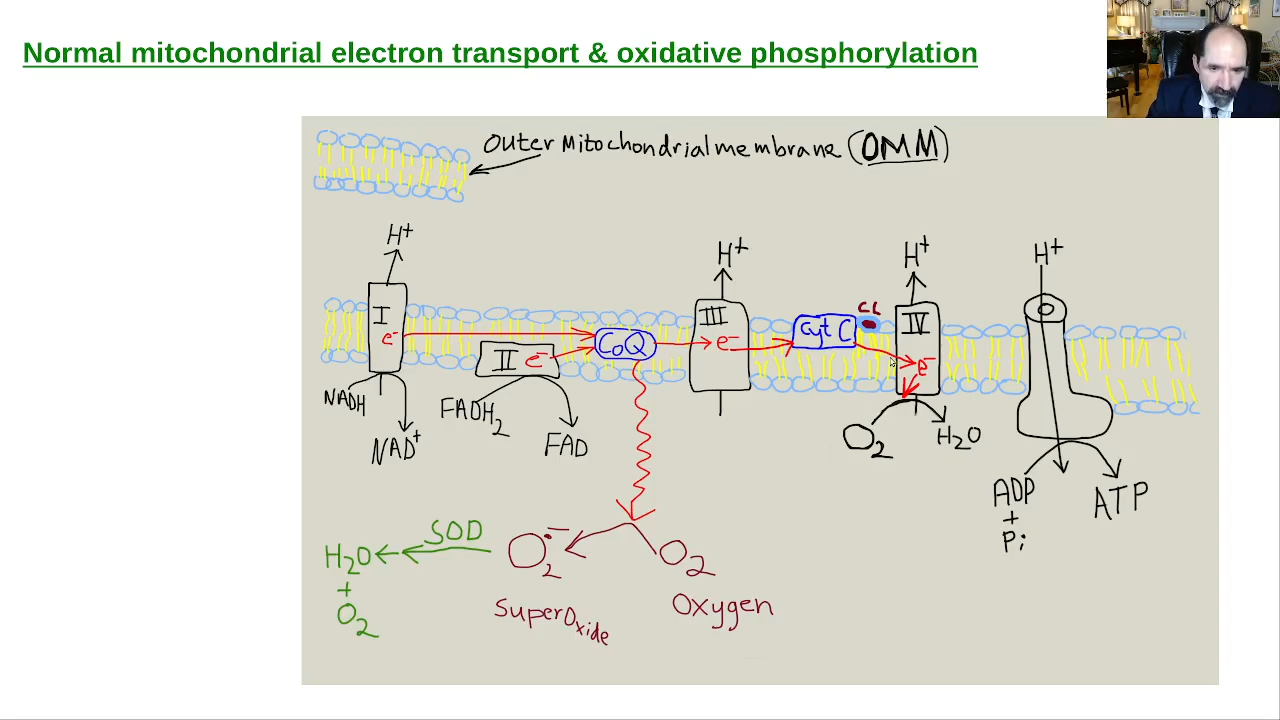 Normal mitochondrial electron transport & oxidative phosphorylation
Outer Mitochondrial membrane (OMM)
H+
H+
H+
H+
I
e-
II
e-
CoQ
III
e-
Cyt C
CL
IV
e-
NADH
NAD+
FADH2
FAD
O2
H2O
ADP
+
Pi
ATP
H2O
+
O2
SOD
O2•−
SuperOxide
O2
Oxygen